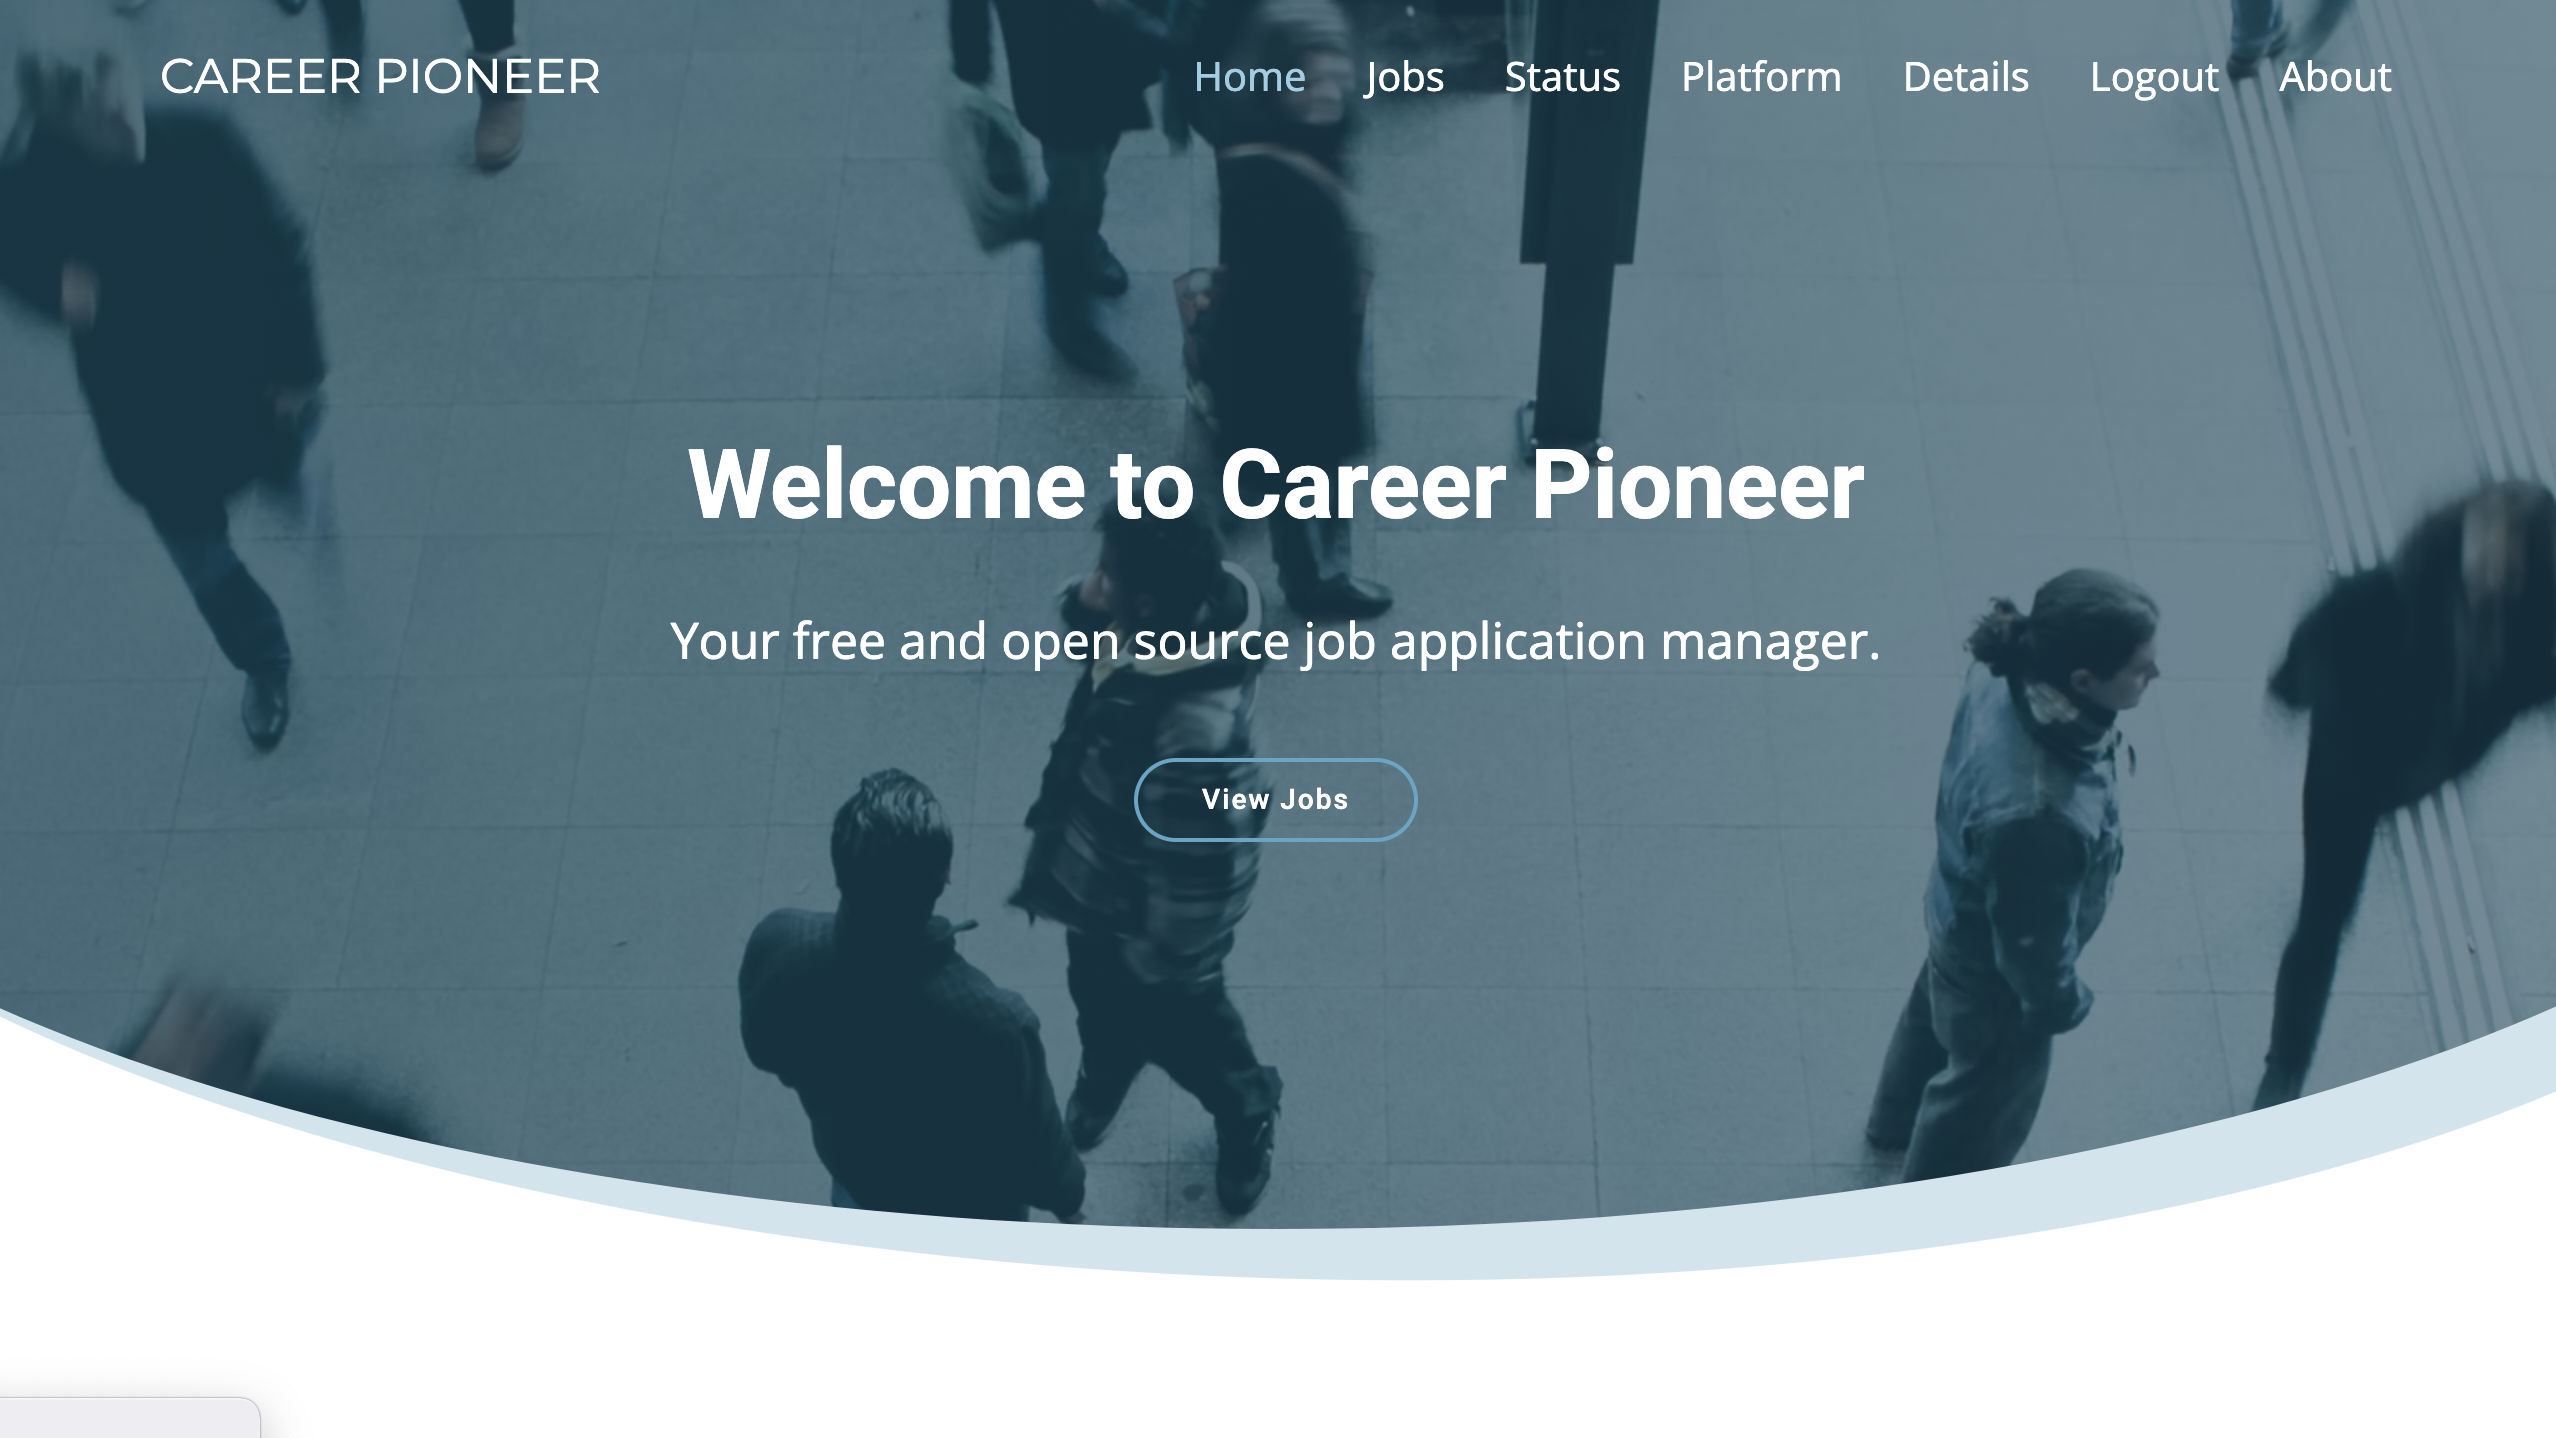 CAREER PIONEER
Home Jobs Status Platform Details Logout About
Welcome to Career Pioneer
Your free and open source job application manager.
View Jobs